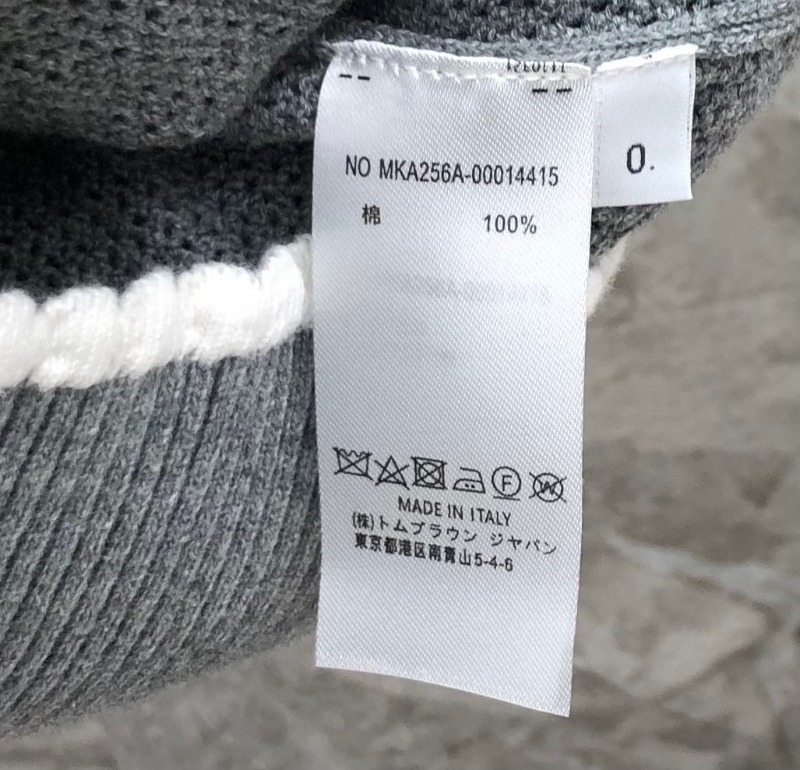 NO MKA256A-00014415
棉 100%
0.
F
W
MADE IN ITALY
(株)トムブラウン ジャパン
東京都港区南青山5-4-6